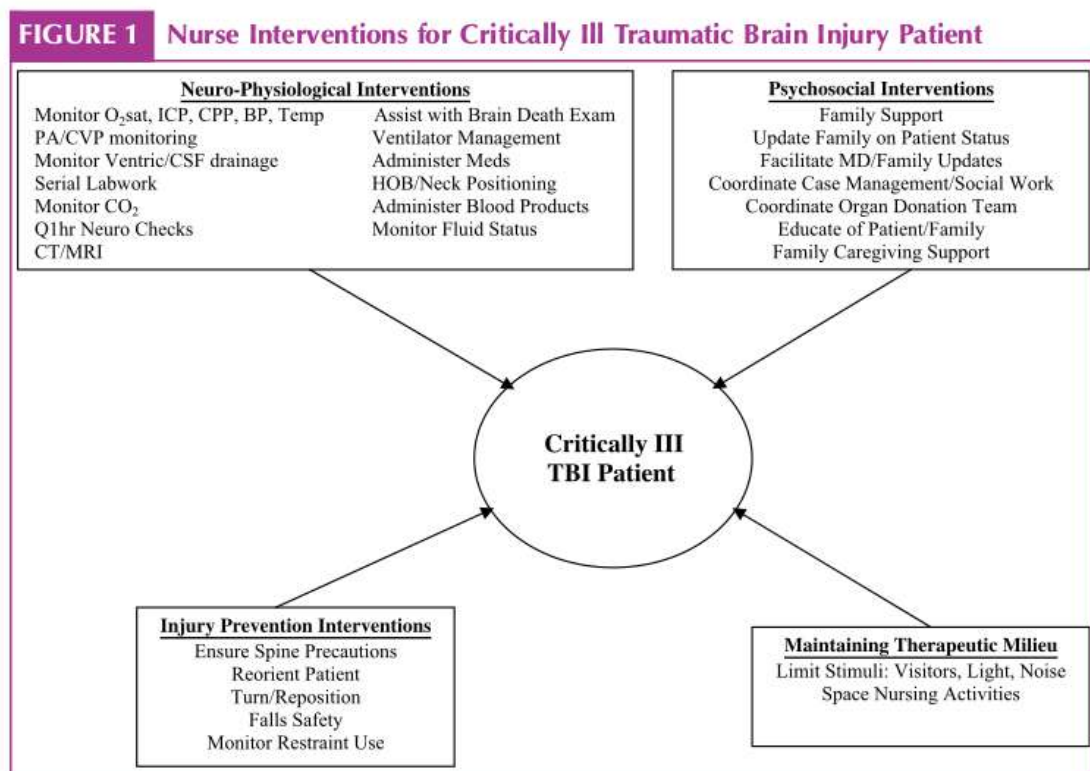 FIGURE 1 Nurse Interventions for Critically Ill Traumatic Brain Injury Patient
Neuro-Physiological Interventions
Monitor O₂sat, ICP, CPP, BP, Temp
PA/CVP monitoring
Monitor Ventric/CSF drainage
Serial Labwork
Monitor CO₂
Q1hr Neuro Checks
CT/MRI
Assist with Brain Death Exam
Ventilator Management
Administer Meds
HOB/Neck Positioning
Administer Blood Products
Monitor Fluid Status
Psychosocial Interventions
Family Support
Update Family on Patient Status
Facilitate MD/Family Updates
Coordinate Case Management/Social Work
Coordinate Organ Donation Team
Educate of Patient/Family
Family Caregiving Support
Critically Ill
TBI Patient
Injury Prevention Interventions
Ensure Spine Precautions
Reorient Patient
Turn/Reposition
Falls Safety
Monitor Restraint Use
Maintaining Therapeutic Milieu
Limit Stimuli: Visitors, Light, Noise
Space Nursing Activities